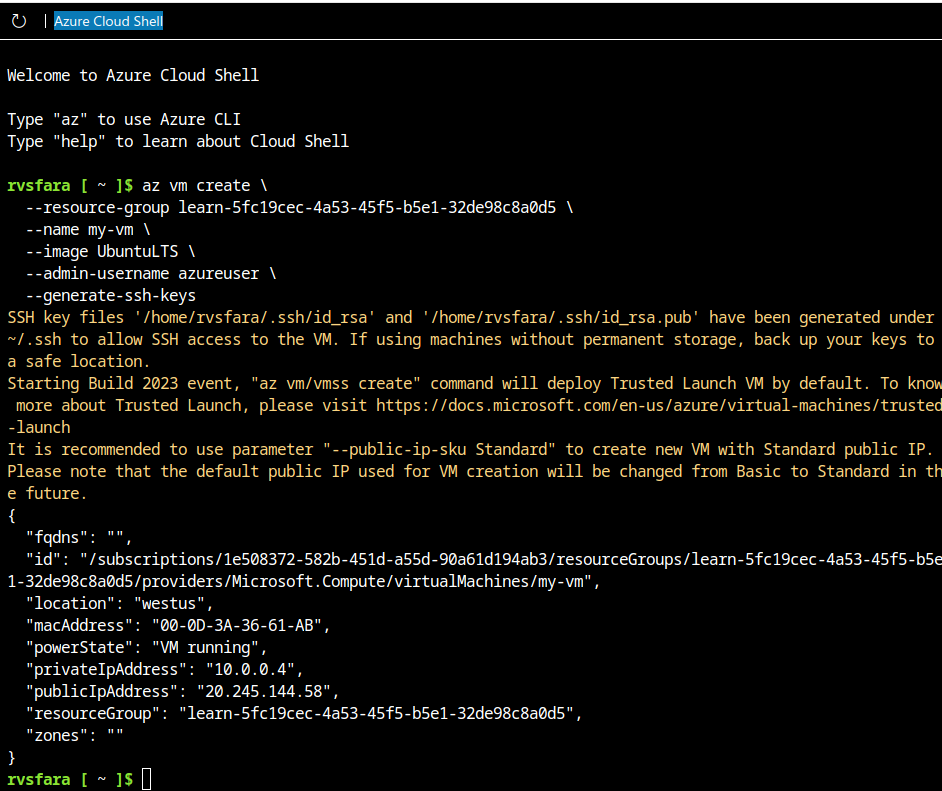 Azure Cloud Shell
Welcome to Azure Cloud Shell
Type "az" to use Azure CLI
Type "help" to learn about Cloud Shell
rvsfara [ ~ ]$ az vm create \
  --resource-group learn-5fc19cec-4a53-45f5-b5e1-32de98c8a0d5 \
  --name my-vm \
  --image UbuntuLTS \
  --admin-username azureuser \
  --generate-ssh-keys
SSH key files '/home/rvsfara/.ssh/id_rsa' and '/home/rvsfara/.ssh/id_rsa.pub' have been generated under
~/.ssh to allow SSH access to the VM. If using machines without permanent storage, back up your keys to
a safe location.
Starting Build 2023 event, "az vm/vmss create" command will deploy Trusted Launch VM by default. To know
 more about Trusted Launch, please visit https://docs.microsoft.com/en-us/azure/virtual-machines/trusted
-launch
It is recommended to use parameter "--public-ip-sku Standard" to create new VM with Standard public IP.
Please note that the default public IP used for VM creation will be changed from Basic to Standard in th
e future.
{
  "fqdns": "",
  "id": "/subscriptions/1e508372-582b-451d-a55d-90a61d194ab3/resourceGroups/learn-5fc19cec-4a53-45f5-b5e
1-32de98c8a0d5/providers/Microsoft.Compute/virtualMachines/my-vm",
  "location": "westus",
  "macAddress": "00-0D-3A-36-61-AB",
  "powerState": "VM running",
  "privateIpAddress": "10.0.0.4",
  "publicIpAddress": "20.245.144.58",
  "resourceGroup": "learn-5fc19cec-4a53-45f5-b5e1-32de98c8a0d5",
  "zones": ""
}
rvsfara [ ~ ]$